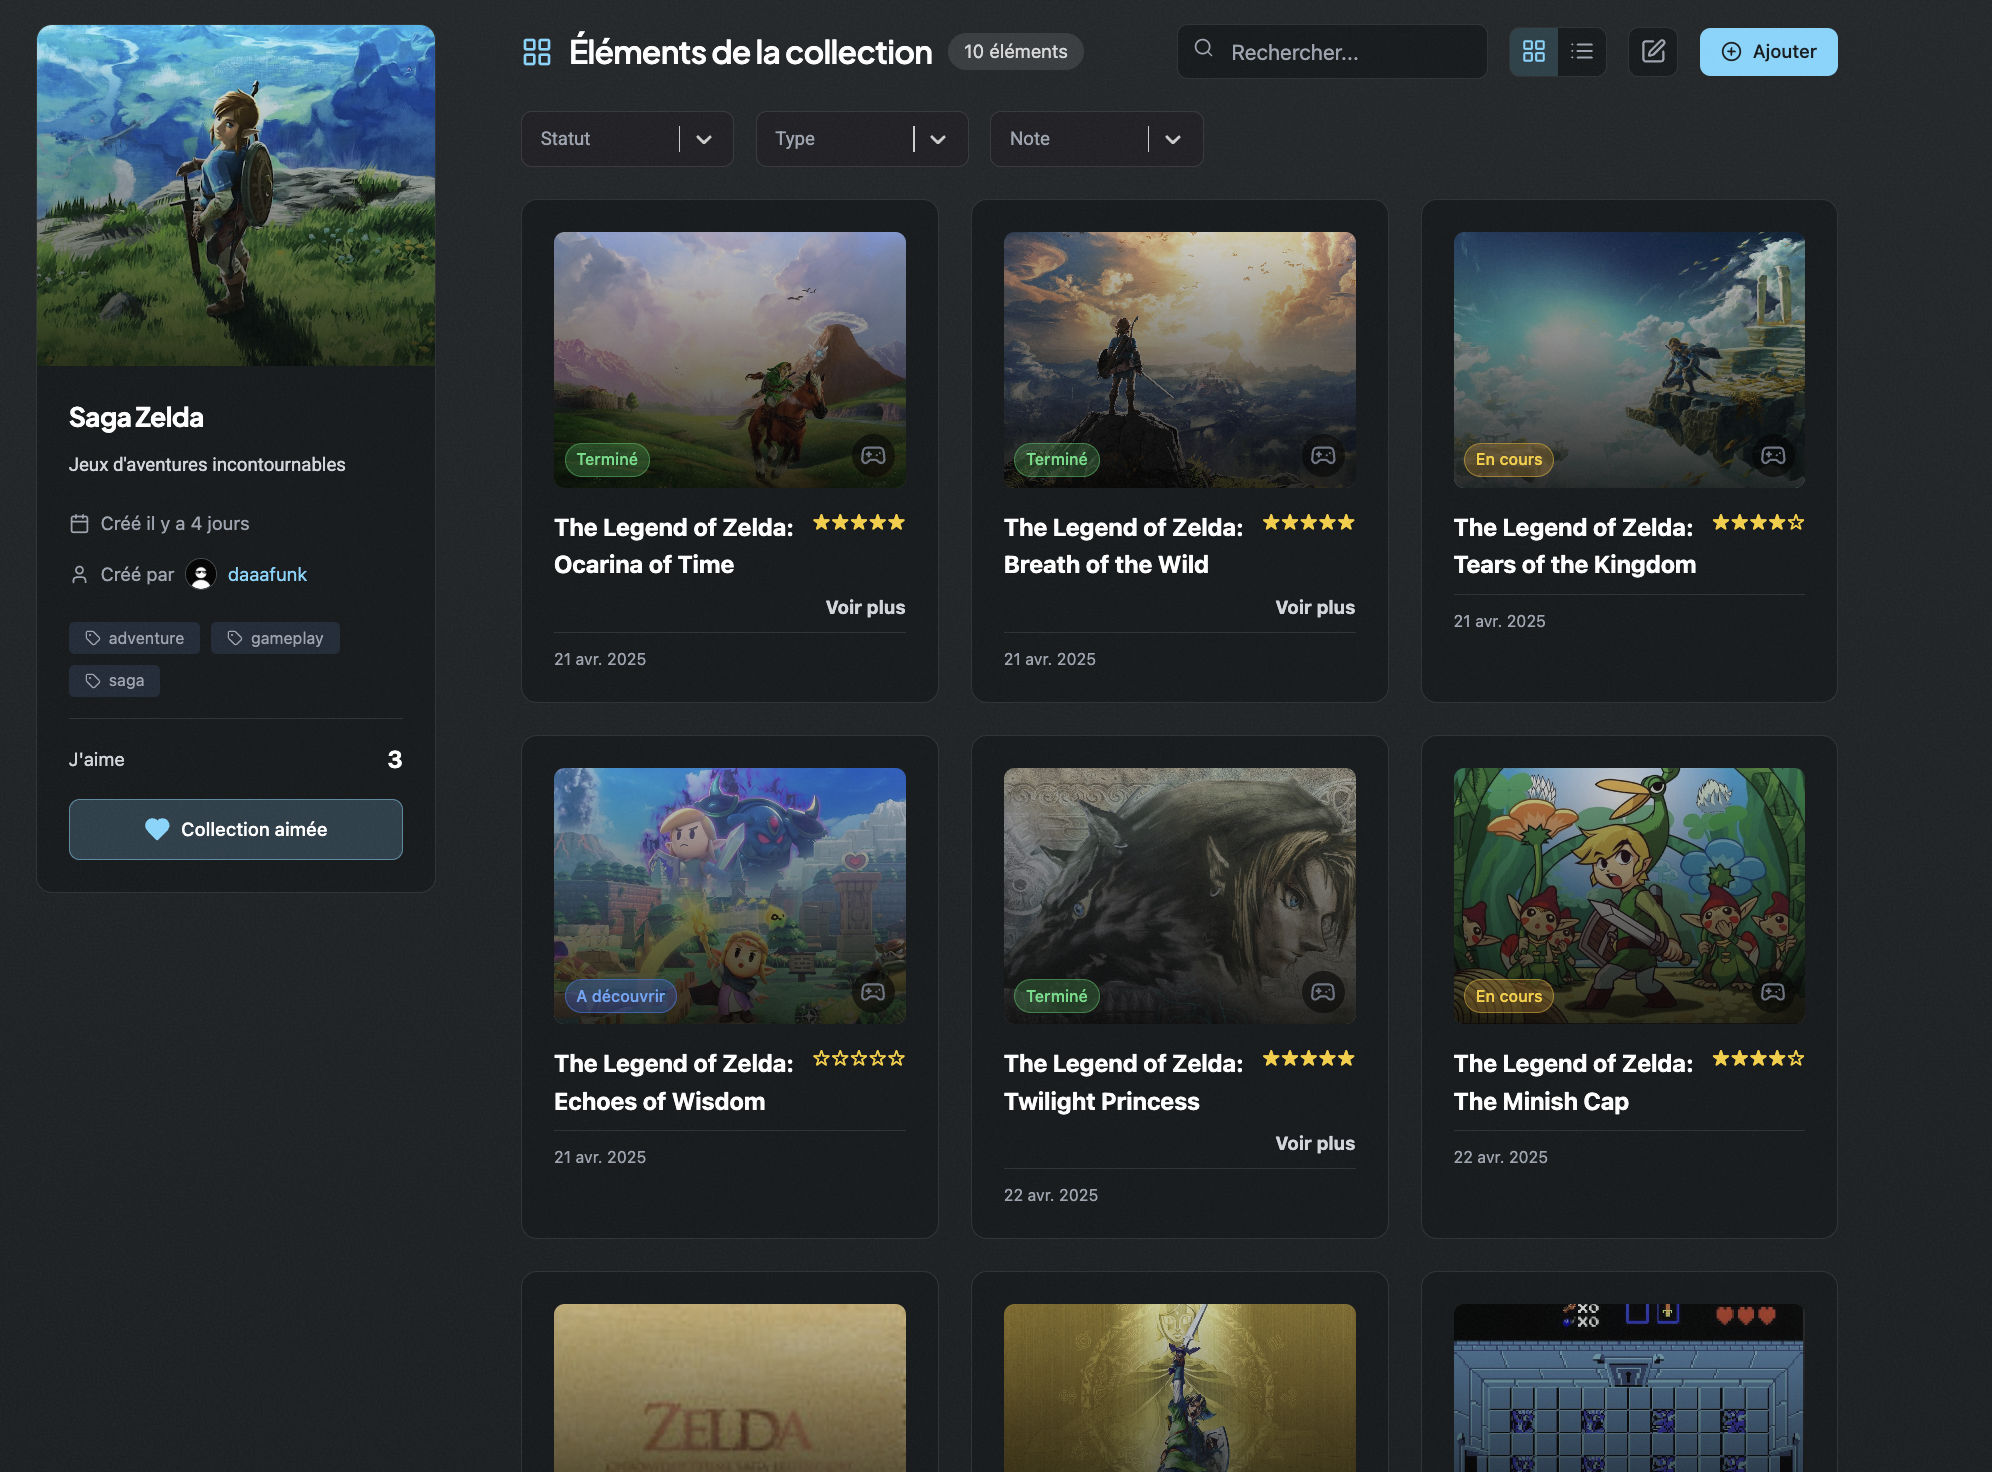 Saga Zelda
Jeux d'aventures incontournables
Créé il y a 4 jours
Créé par daaafunk
adventure
gameplay
saga
J'aime 3
Collection aimée
Éléments de la collection 10 éléments
Rechercher...
Ajouter
Statut
Type
Note
Terminé
The Legend of Zelda:
Ocarina of Time
Voir plus
21 avr. 2025
Terminé
The Legend of Zelda:
Breath of the Wild
Voir plus
21 avr. 2025
En cours
The Legend of Zelda:
Tears of the Kingdom
21 avr. 2025
A découvrir
The Legend of Zelda:
Echoes of Wisdom
21 avr. 2025
Terminé
The Legend of Zelda:
Twilight Princess
Voir plus
22 avr. 2025
En cours
The Legend of Zelda:
The Minish Cap
22 avr. 2025
ZELDA
X0
X0